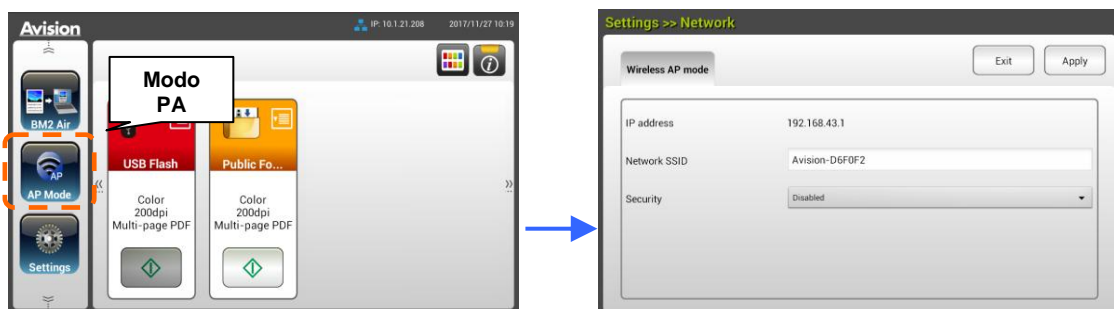 Avision
IP: 10.1.21.208 2017/11/27 10:19
BM2 Air
AP
AP Mode
Settings
Modo
PA
USB Flash
Color
200dpi
Multi-page PDF
Public Fo...
Color
200dpi
Multi-page PDF
Settings >> Network
Wireless AP mode
Exit
Apply
IP address 192.168.43.1
Network SSID Avision-D6F0F2
Security Disabled